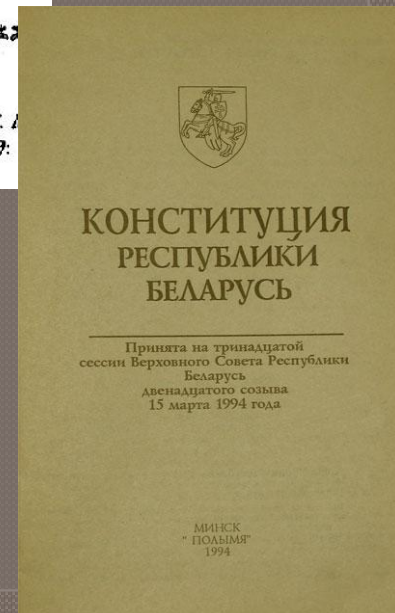 КОНСТИТУЦИЯ
РЕСПУБЛИКИ
БЕЛАРУСЬ
Принята на тринадцатой
сессии Верховного Совета Республики
Беларусь
двенадцатого созыва
15 марта 1994 года
МИНСК
" ПОЛЫМЯ"
1994